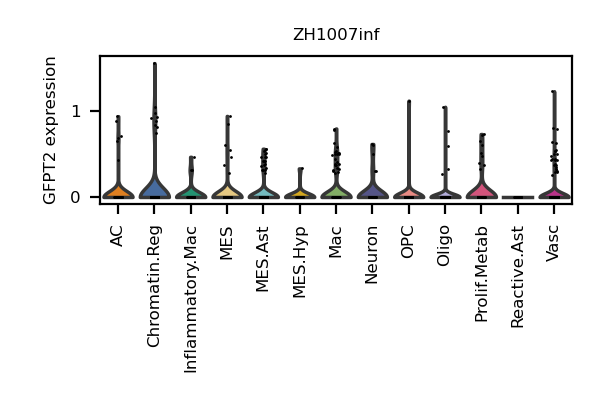 ZH1007inf
GFPT2 expression
1
0
AC
Chromatin.Reg
Inflammatory.Mac
MES
MES.Ast
MES.Hyp
Mac
Neuron
OPC
Oligo
Prolif.Metab
Reactive.Ast
Vasc